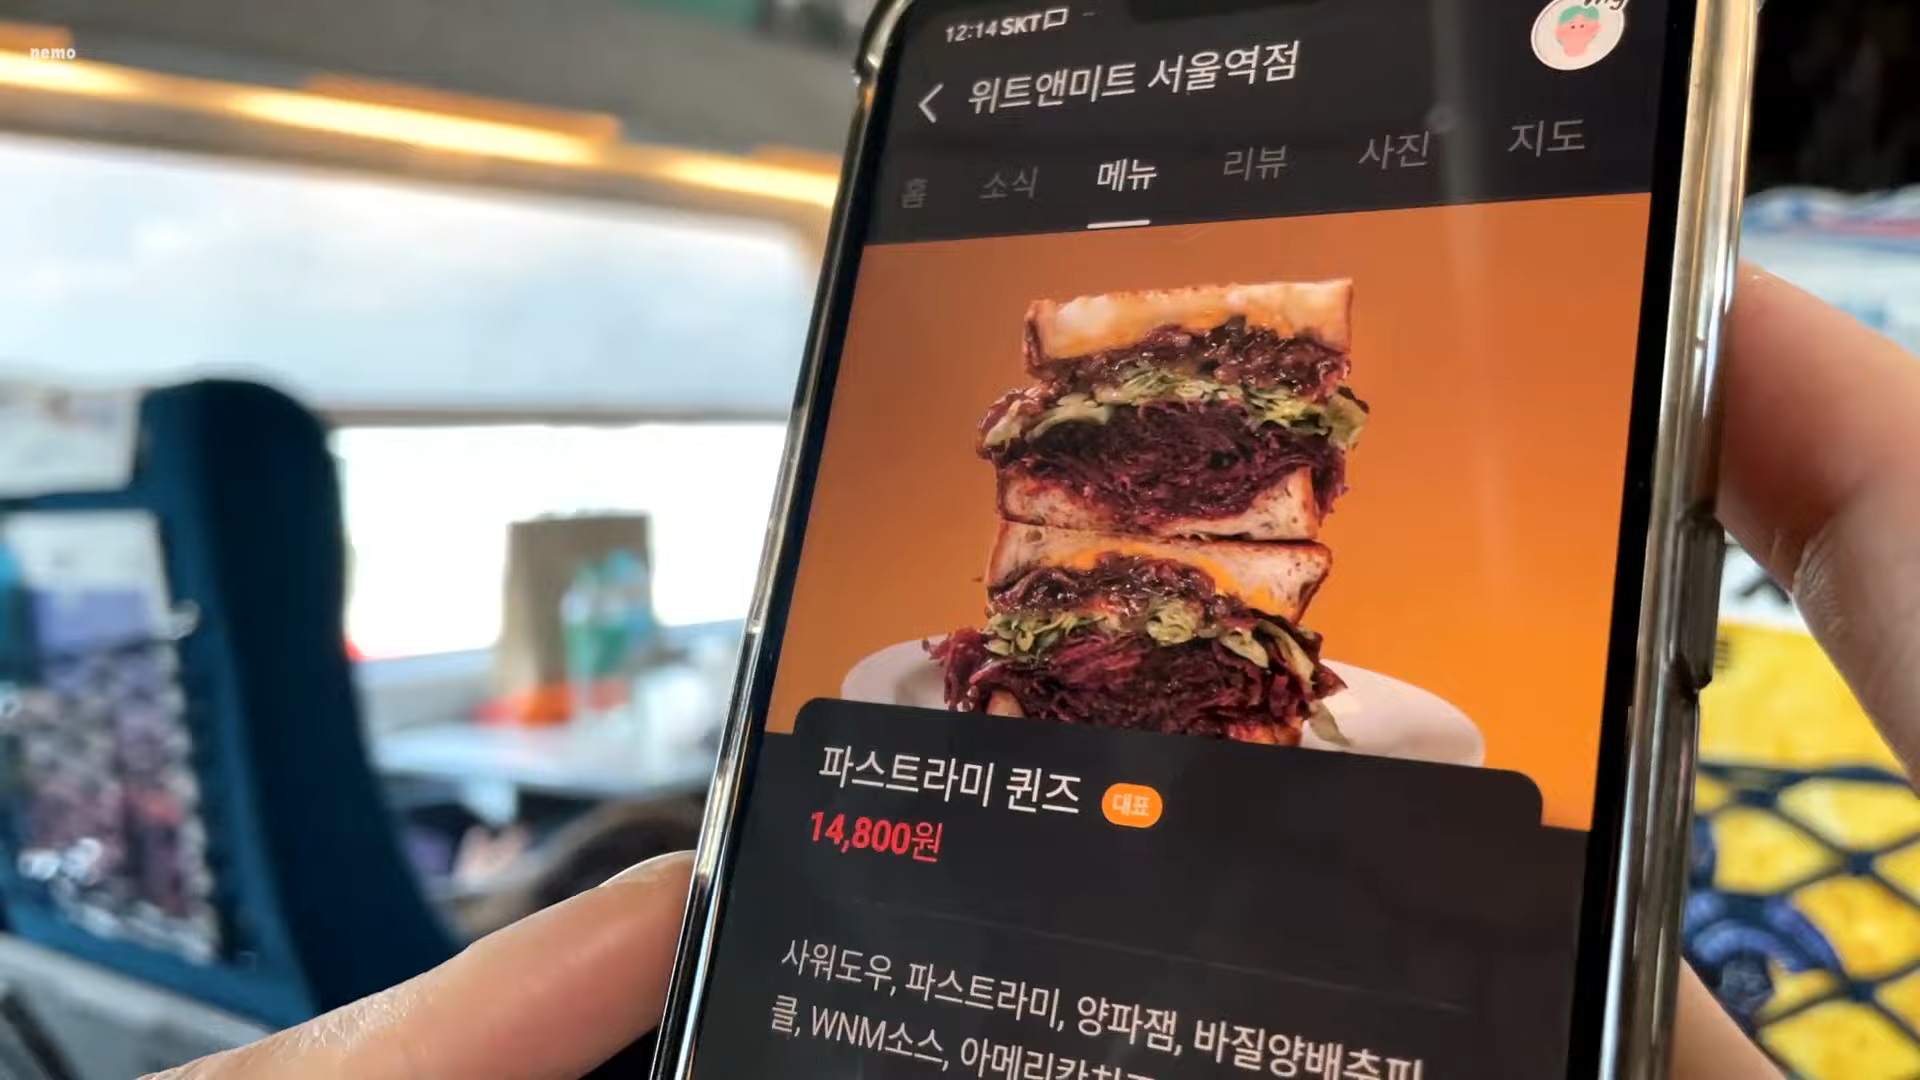 nemo
12:14 SKT
위트앤미트 서울역점
홈 소식 메뉴 리뷰 사진 지도
파스트라미 퀸즈 대표
14,800원
사워도우, 파스트라미, 양파잼, 바질양배추피
클, WNM소스, 아메리칸치즈